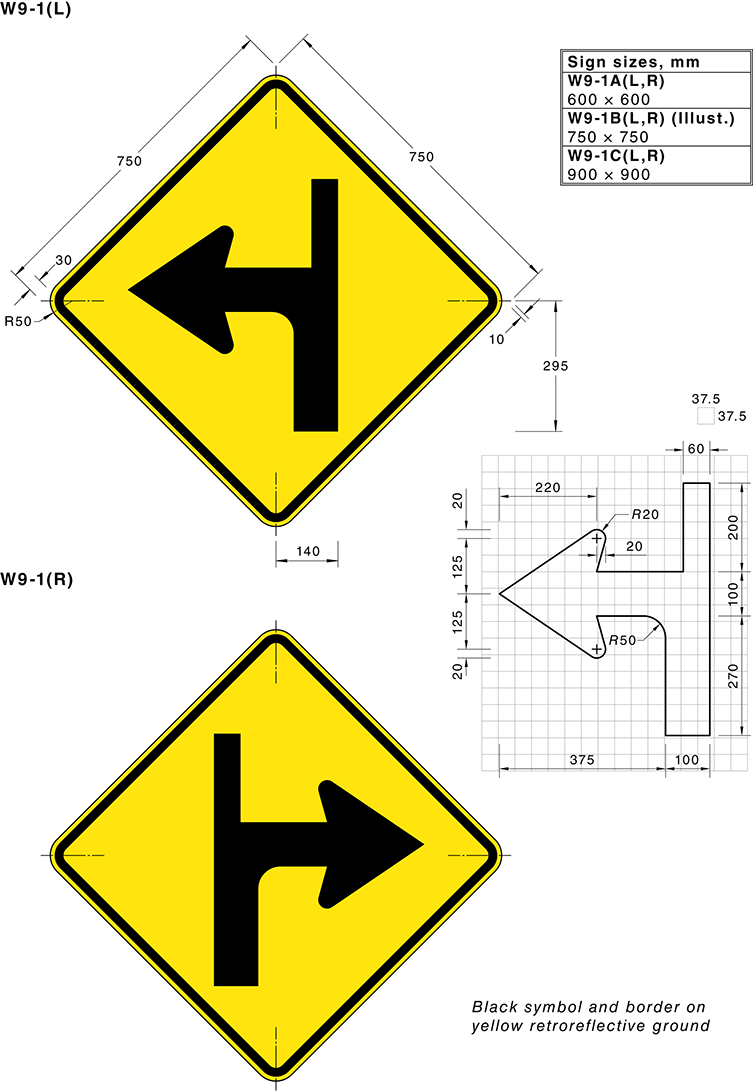 W9-1(L)
750
750
30
R50
10
295
140
Sign sizes, mm
W9-1A(L,R)
600 × 600
W9-1B(L,R) (Illust.)
750 × 750
W9-1C(L,R)
900 × 900
37.5
37.5
60
220
20
R20
20
125
125
20
R50
200
100
270
375
100
W9-1(R)
Black symbol and border on
yellow retroreflective ground